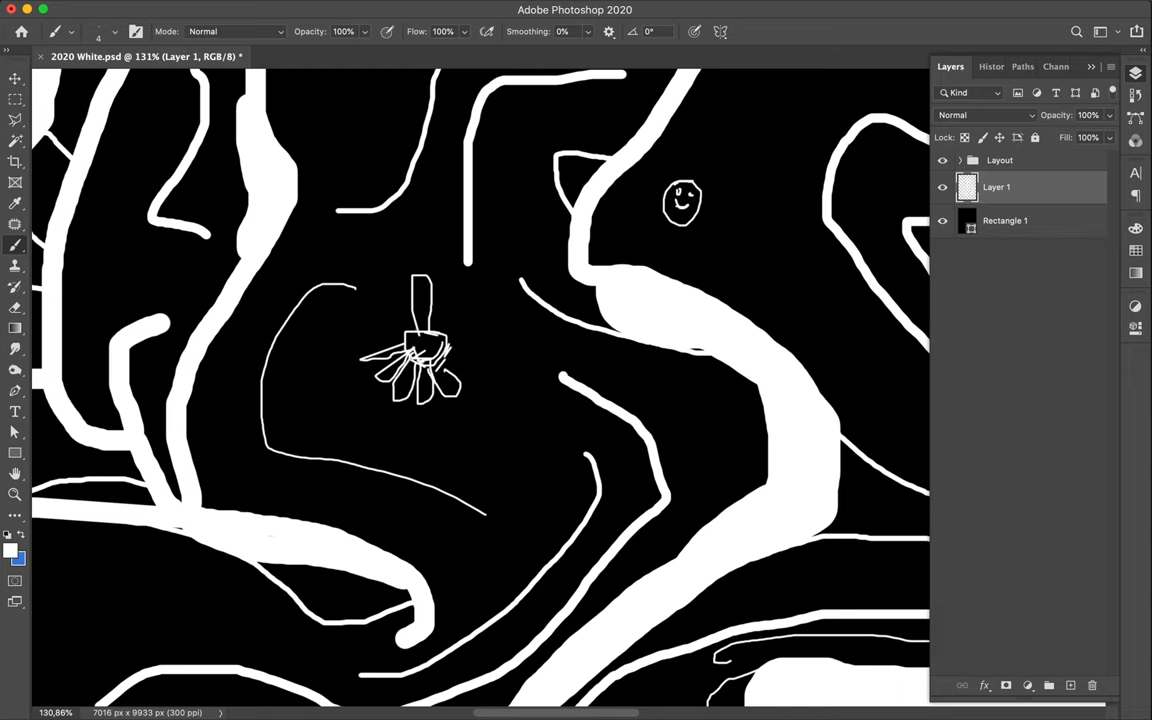 Adobe Photoshop 2020
4 Mode: Normal Opacity: 100% Flow: 100% Smoothing: 0% 0°
2020 White.psd @ 131% (Layer 1, RGB/8) *
Layers Histor Paths Chann
Kind
Normal Opacity: 100%
Lock: Fill: 100%
Layout
Layer 1
Rectangle 1
fx
130,86% 7016 px x 9933 px (300 ppi)